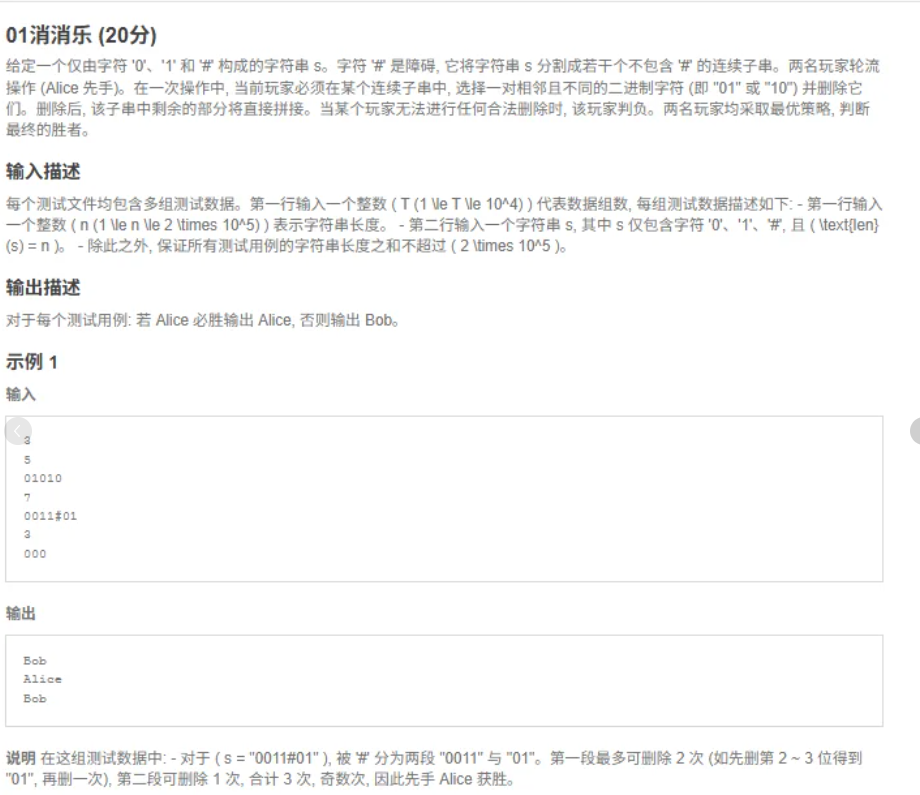 01消消乐 (20分)
给定一个仅由字符 '0'、'1' 和 '#' 构成的字符串 s。字符 '#' 是障碍, 它将字符串 s 分割成若干个不包含 '#' 的连续子串。两名玩家轮流
操作 (Alice 先手)。在一次操作中, 当前玩家必须在某个连续子串中, 选择一对相邻且不同的二进制字符 (即 "01" 或 "10") 并删除它
们。删除后, 该子串中剩余的部分将直接拼接。当某个玩家无法进行任何合法删除时, 该玩家判负。两名玩家均采取最优策略, 判断
最终的胜者。
输入描述
每个测试文件均包含多组测试数据。第一行输入一个整数 ( T (1 \le T \le 10^4) ) 代表数据组数, 每组测试数据描述如下: - 第一行输入
一个整数 ( n (1 \le n \le 2 \times 10^5) ) 表示字符串长度。 - 第二行输入一个字符串 s, 其中 s 仅包含字符 '0'、'1'、'#', 且 ( \text{len}
(s) = n )。 - 除此之外, 保证所有测试用例的字符串长度之和不超过 ( 2 \times 10^5 )。
输出描述
对于每个测试用例: 若 Alice 必胜输出 Alice, 否则输出 Bob。
示例 1
输入
3
5
01010
7
0011#01
3
000
输出
Bob
Alice
Bob
说明 在这组测试数据中: - 对于 ( s = "0011#01" ), 被 '#' 分为两段 "0011" 与 "01"。第一段最多可删除 2 次 (如先删第 2 ~ 3 位得到
"01", 再删一次), 第二段可删除 1 次, 合计 3 次, 奇数次, 因此先手 Alice 获胜。